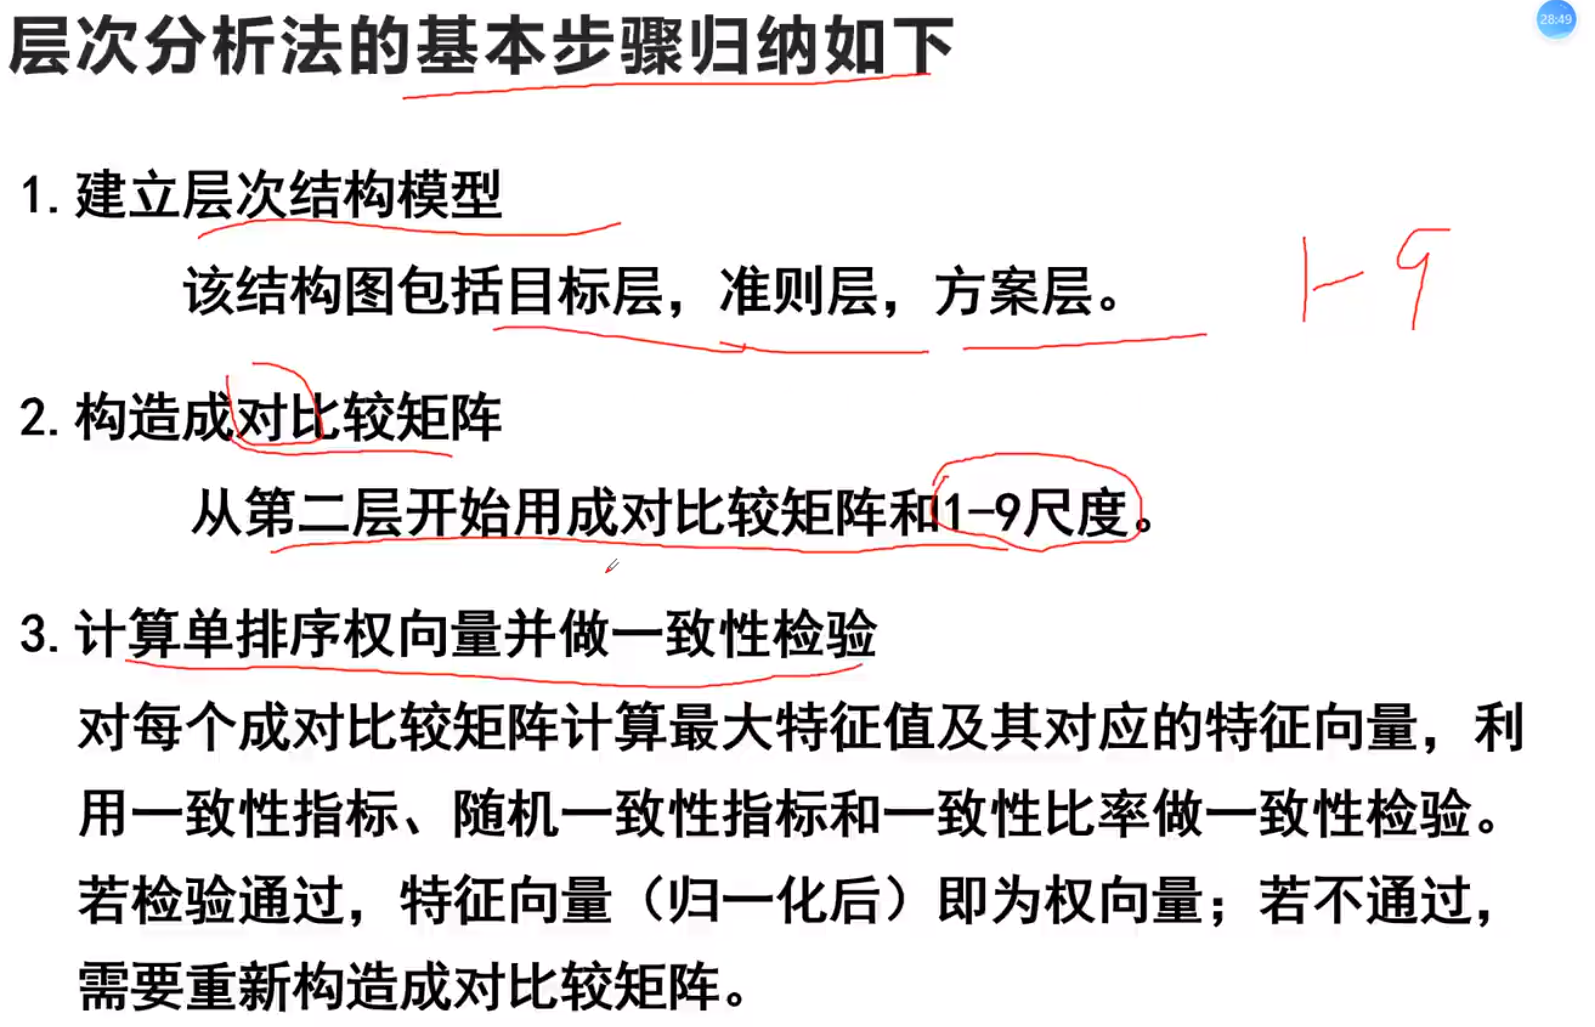 28:49
层次分析法的基本步骤归纳如下
1. 建立层次结构模型
该结构图包括目标层，准则层，方案层。
1-9
2. 构造成对比较矩阵
从第二层开始用成对比较矩阵和1-9尺度。
3. 计算单排序权向量并做一致性检验
对每个成对比较矩阵计算最大特征值及其对应的特征向量，利
用一致性指标、随机一致性指标和一致性比率做一致性检验。
若检验通过，特征向量（归一化后）即为权向量；若不通过，
需要重新构造成对比较矩阵。